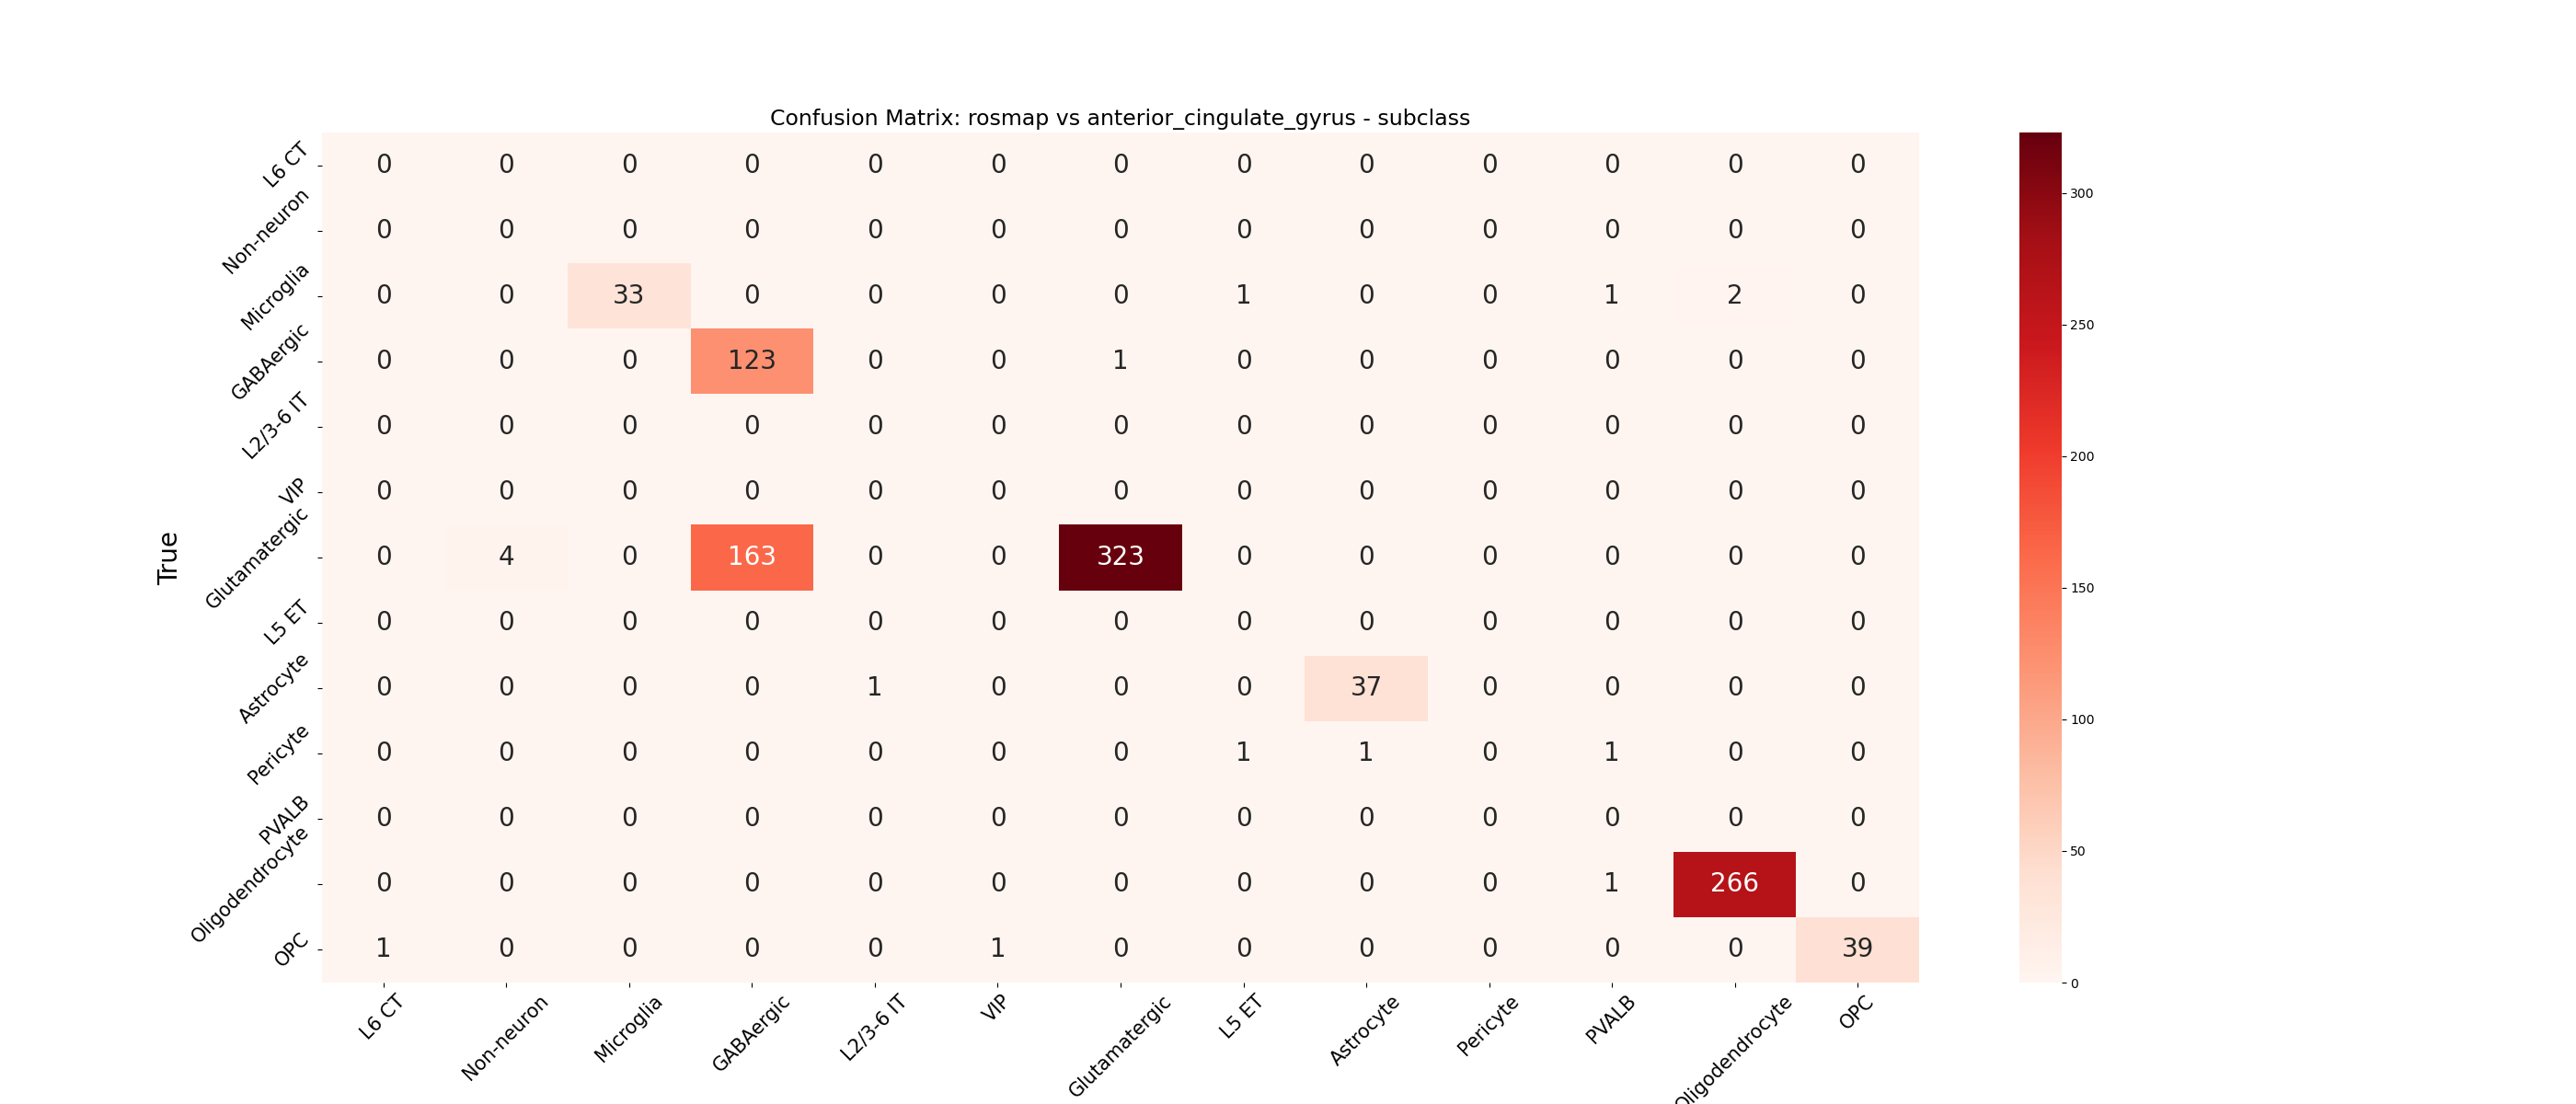 Confusion Matrix: rosmap vs anterior_cingulate_gyrus - subclass
True
L6 CT 0 0 0 0 0 0 0 0 0 0 0 0 0
Non-neuron 0 0 0 0 0 0 0 0 0 0 0 0 0
Microglia 0 0 33 0 0 0 0 1 0 0 1 2 0
GABAergic 0 0 0 123 0 0 1 0 0 0 0 0 0
L2/3-6 IT 0 0 0 0 0 0 0 0 0 0 0 0 0
VIP 0 0 0 0 0 0 0 0 0 0 0 0 0
Glutamatergic 0 4 0 163 0 0 323 0 0 0 0 0 0
L5 ET 0 0 0 0 0 0 0 0 0 0 0 0 0
Astrocyte 0 0 0 0 1 0 0 0 37 0 0 0 0
Pericyte 0 0 0 0 0 0 0 1 1 0 1 0 0
PVALB 0 0 0 0 0 0 0 0 0 0 0 0 0
Oligodendrocyte 0 0 0 0 0 0 0 0 0 0 1 266 0
OPC 1 0 0 0 0 1 0 0 0 0 0 0 39
L6 CT Non-neuron Microglia GABAergic L2/3-6 IT VIP Glutamatergic L5 ET Astrocyte Pericyte PVALB Oligodendrocyte OPC
300
250
200
150
100
50
0